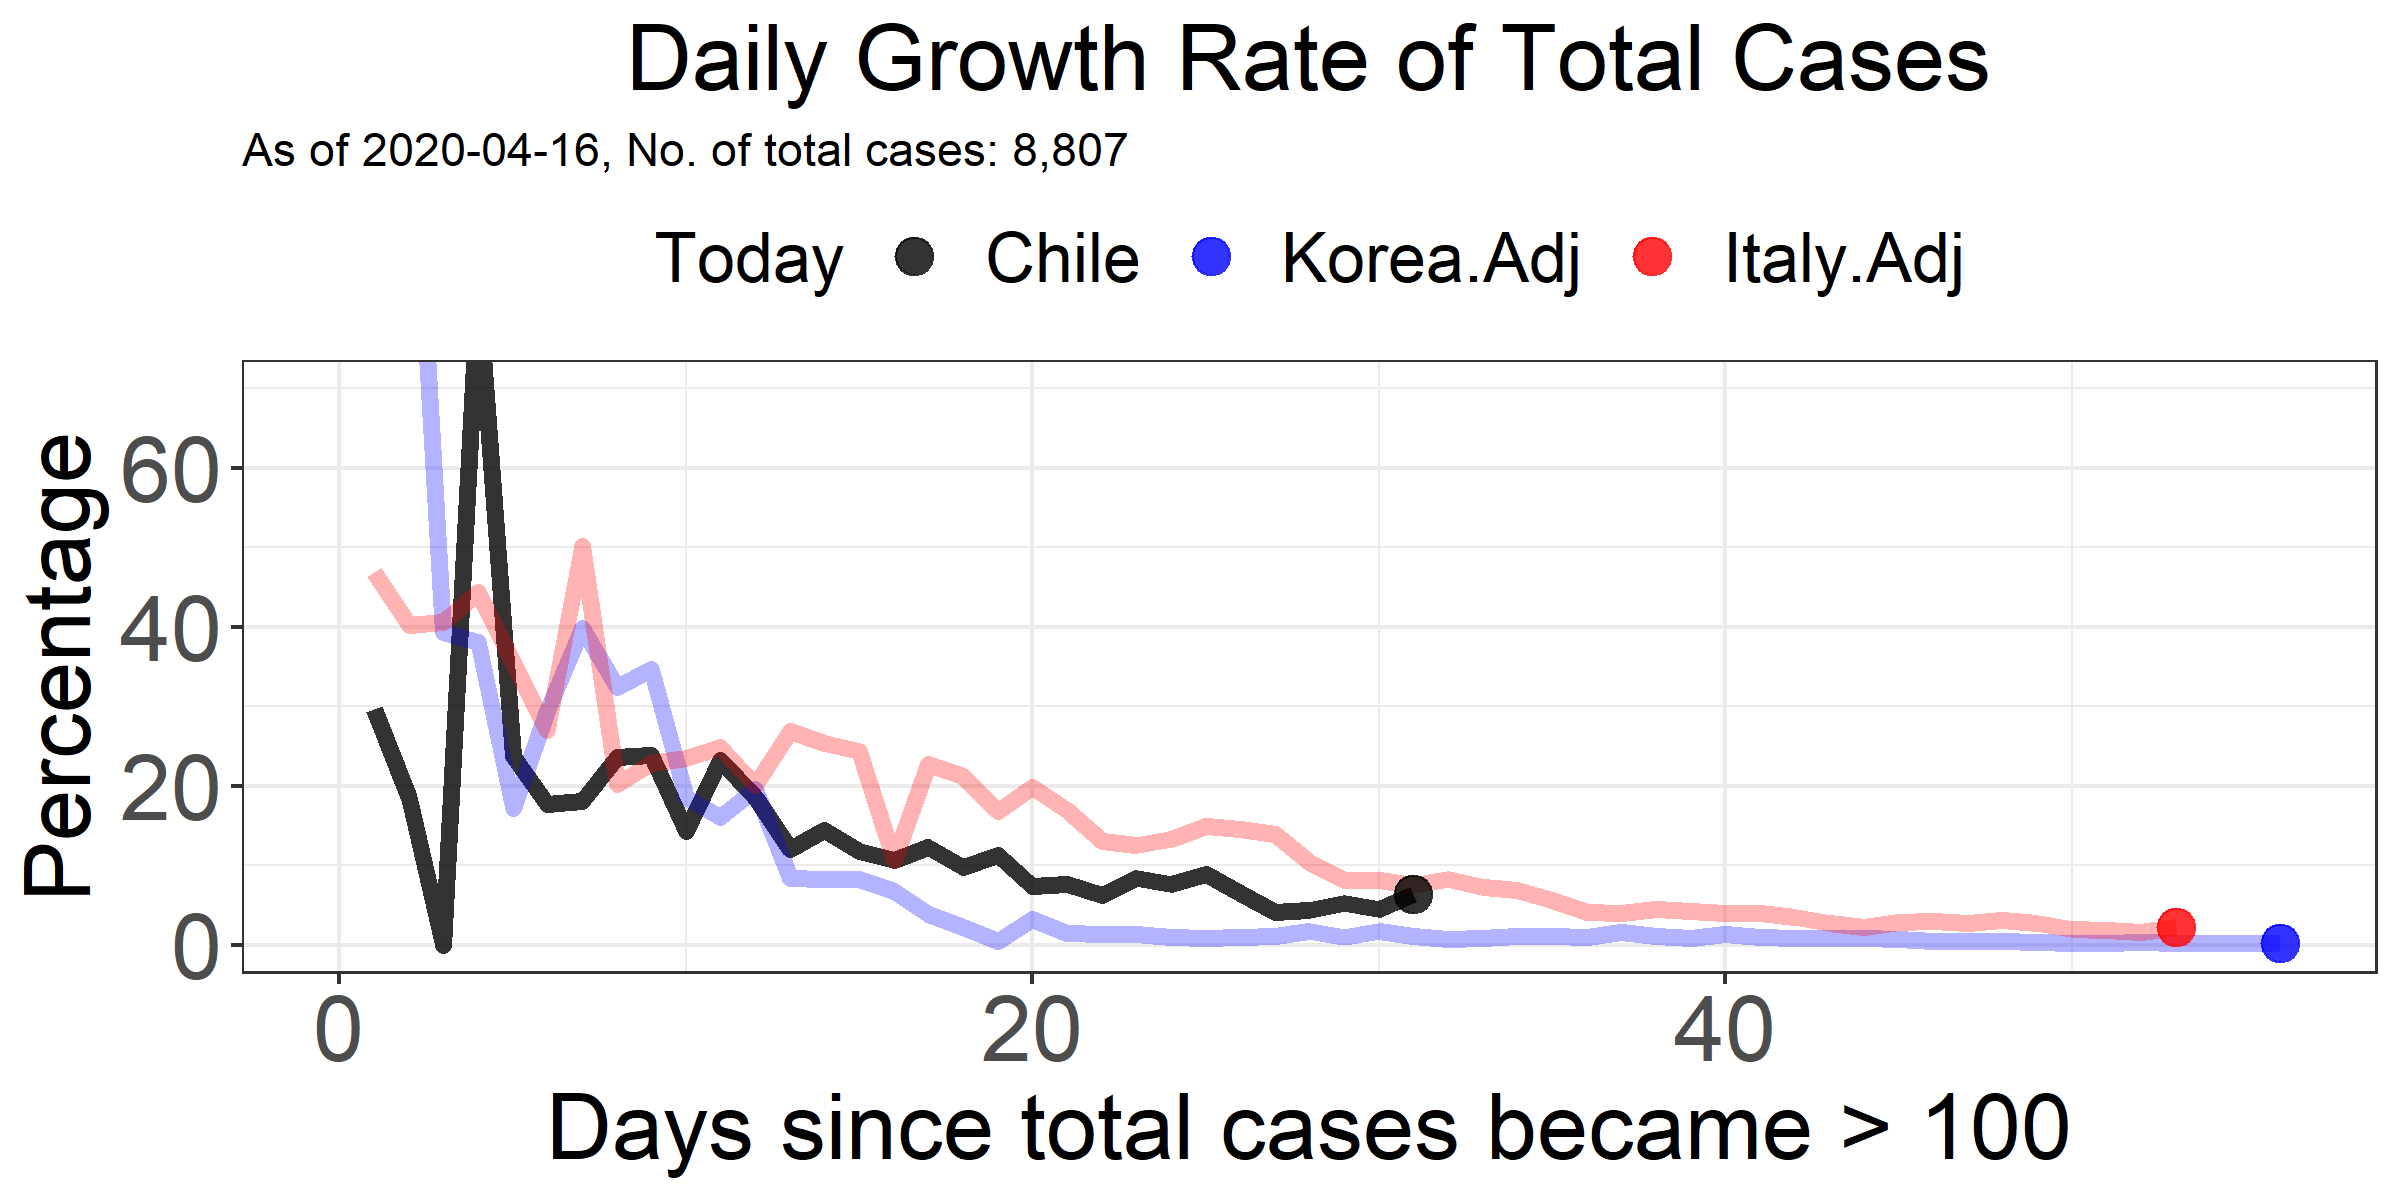 Daily Growth Rate of Total Cases
As of 2020-04-16, No. of total cases: 8,807
Today Chile Korea.Adj Italy.Adj
Percentage
60
40
20
0
0 20 40
Days since total cases became > 100